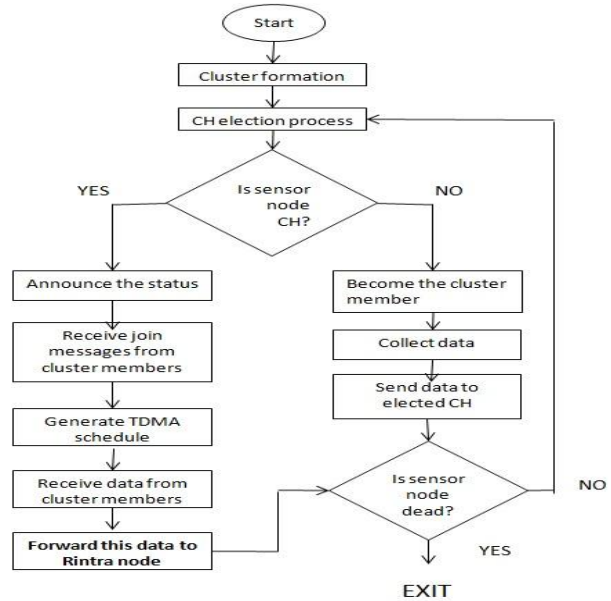 Start
Cluster formation
CH election process
Is sensor
node
CH?
YES
NO
Announce the status
Receive join
messages from
cluster members
Generate TDMA
schedule
Receive data from
cluster members
Forward this data to
Rintra node
Become the cluster
member
Collect data
Send data to
elected CH
Is sensor
node
dead?
NO
YES
EXIT